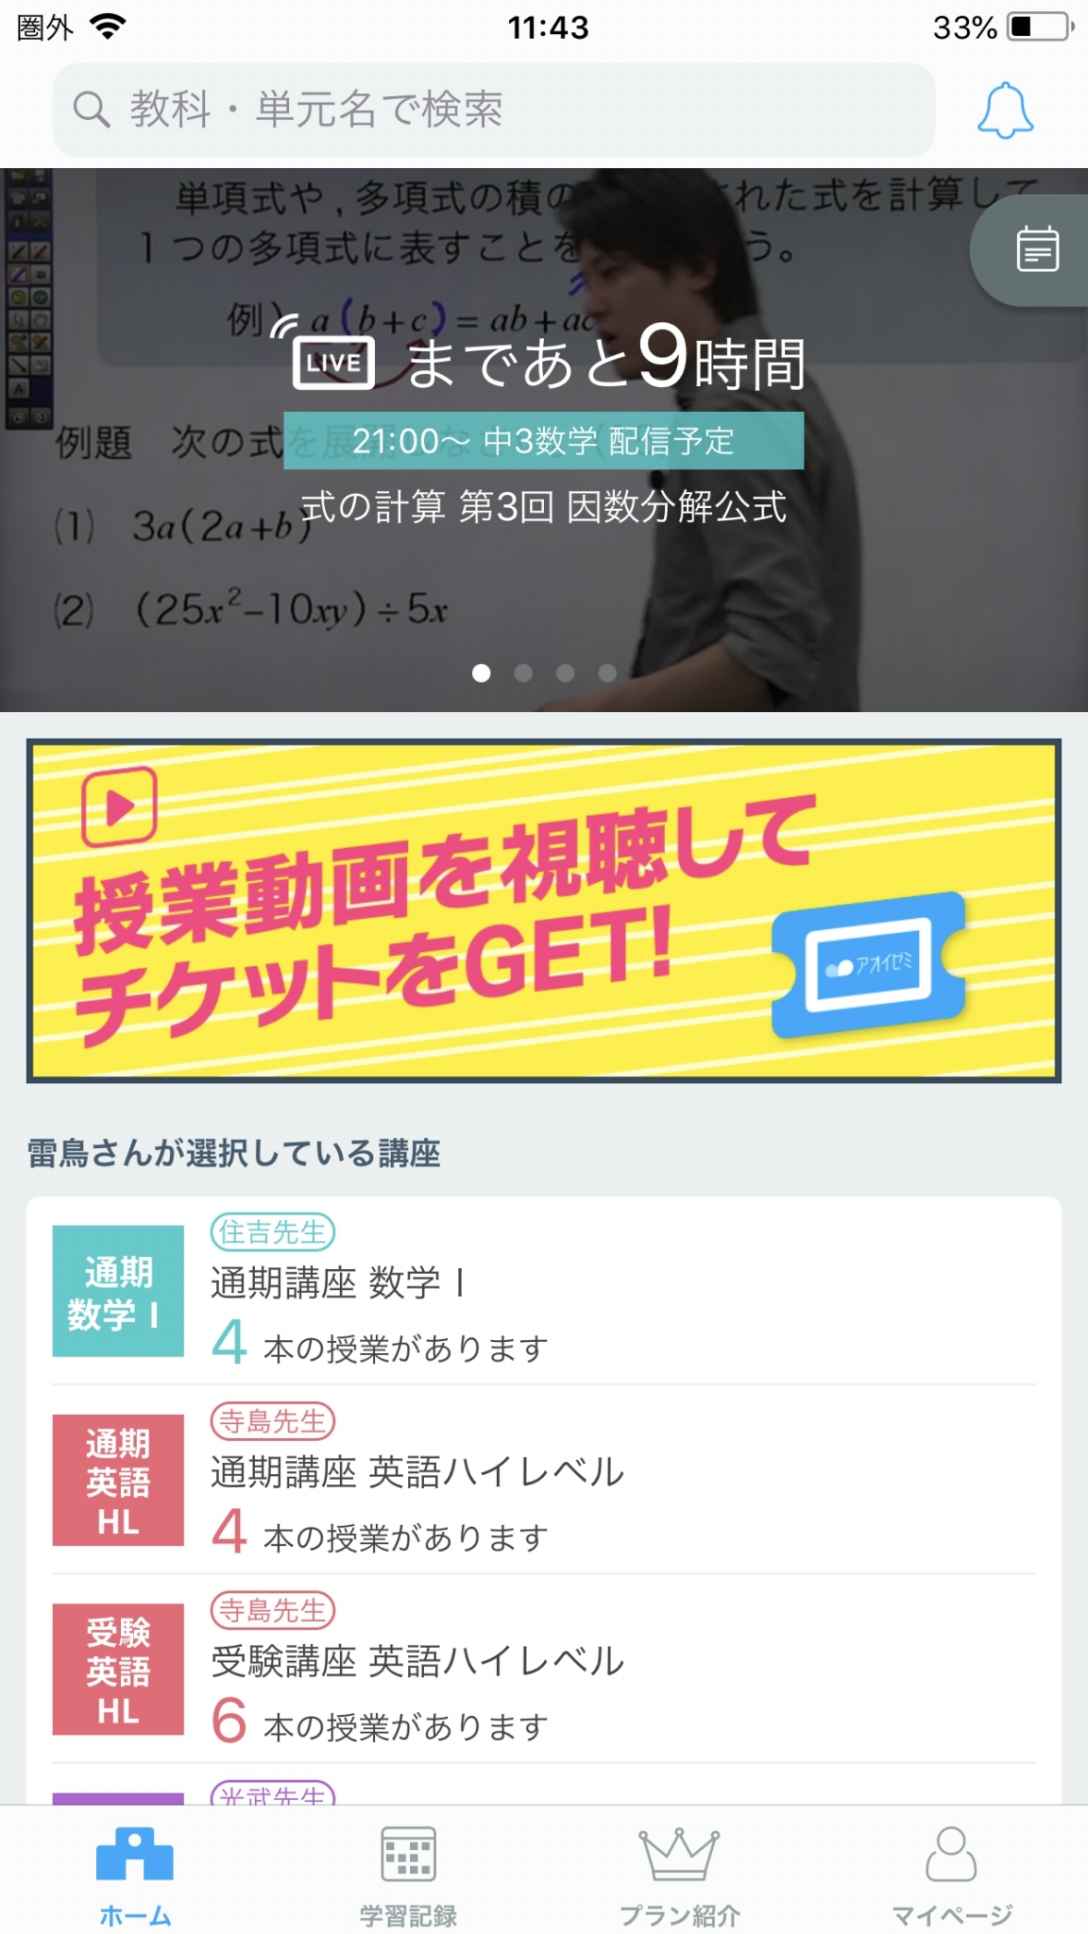 圏外
11:43
33%
教科・単元名で検索
単項式や,多項式の積の
れた式を計算して
1つの多項式に表すことを
う。
例) a(b+c)=ab+ac
LIVE まであと9時間
例題 次の式を展開
21:00〜 中3数学 配信予定
式の計算 第3回 因数分解公式
(1) 3a(2a+b)
(2) (25x²−10xy)÷5x
授業動画を視聴して
チケットをGET!
アオイゼミ
雷鳥さんが選択している講座
通期
数学Ⅰ
住吉先生
通期講座 数学Ⅰ
4 本の授業があります
通期
英語
HL
寺島先生
通期講座 英語ハイレベル
4 本の授業があります
受験
英語
HL
寺島先生
受験講座 英語ハイレベル
6 本の授業があります
光武先生
ホーム
学習記録
プラン紹介
マイページ